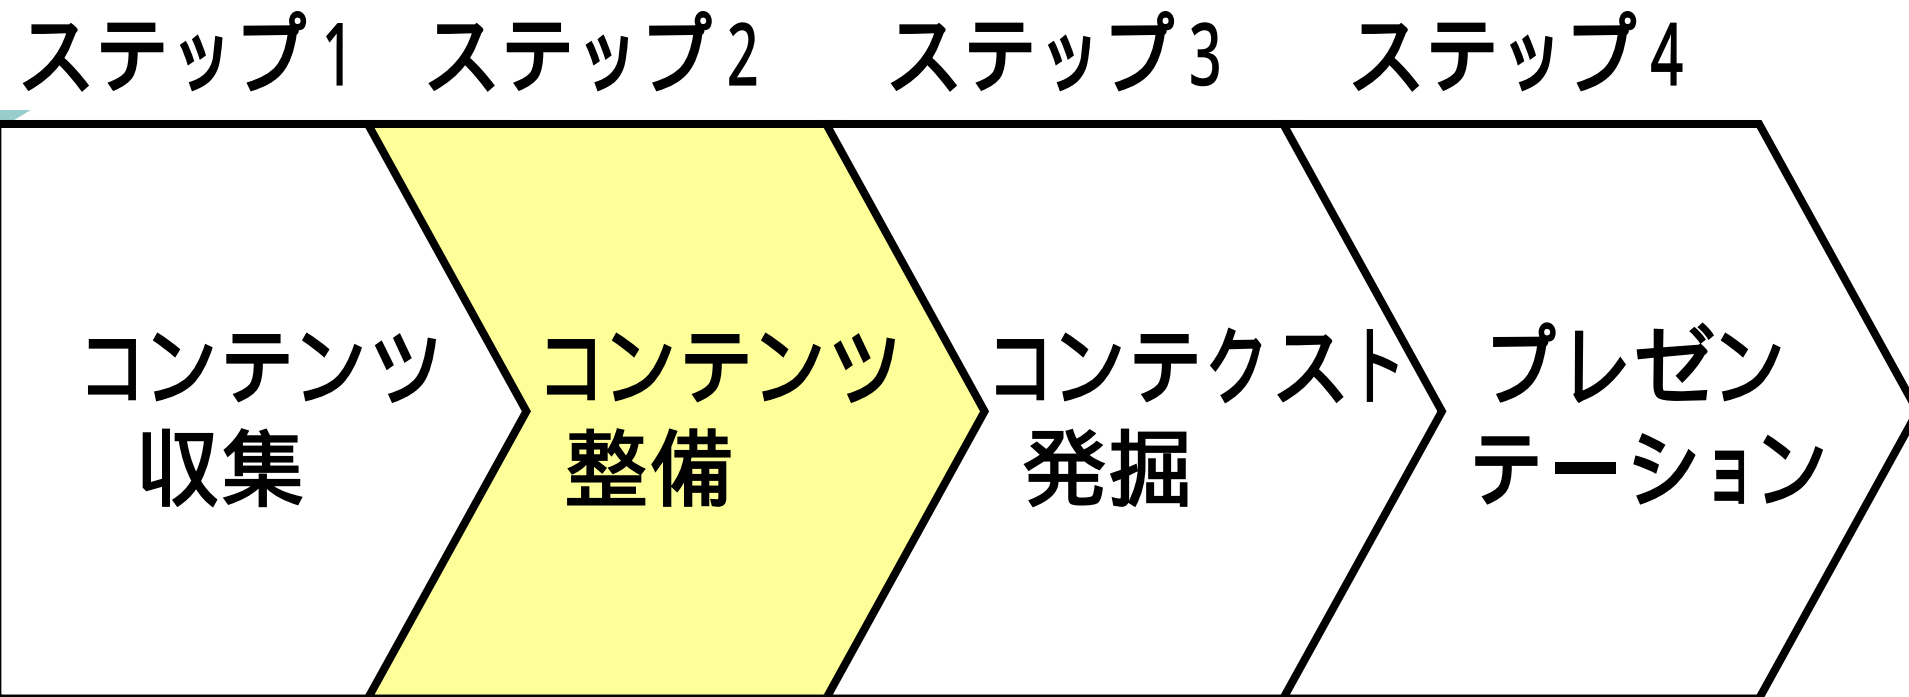 ステップ1 ステップ2 ステップ3 ステップ4
コンテンツ
収集
コンテンツ
整備
コンテクスト
発掘
プレゼン
テーション